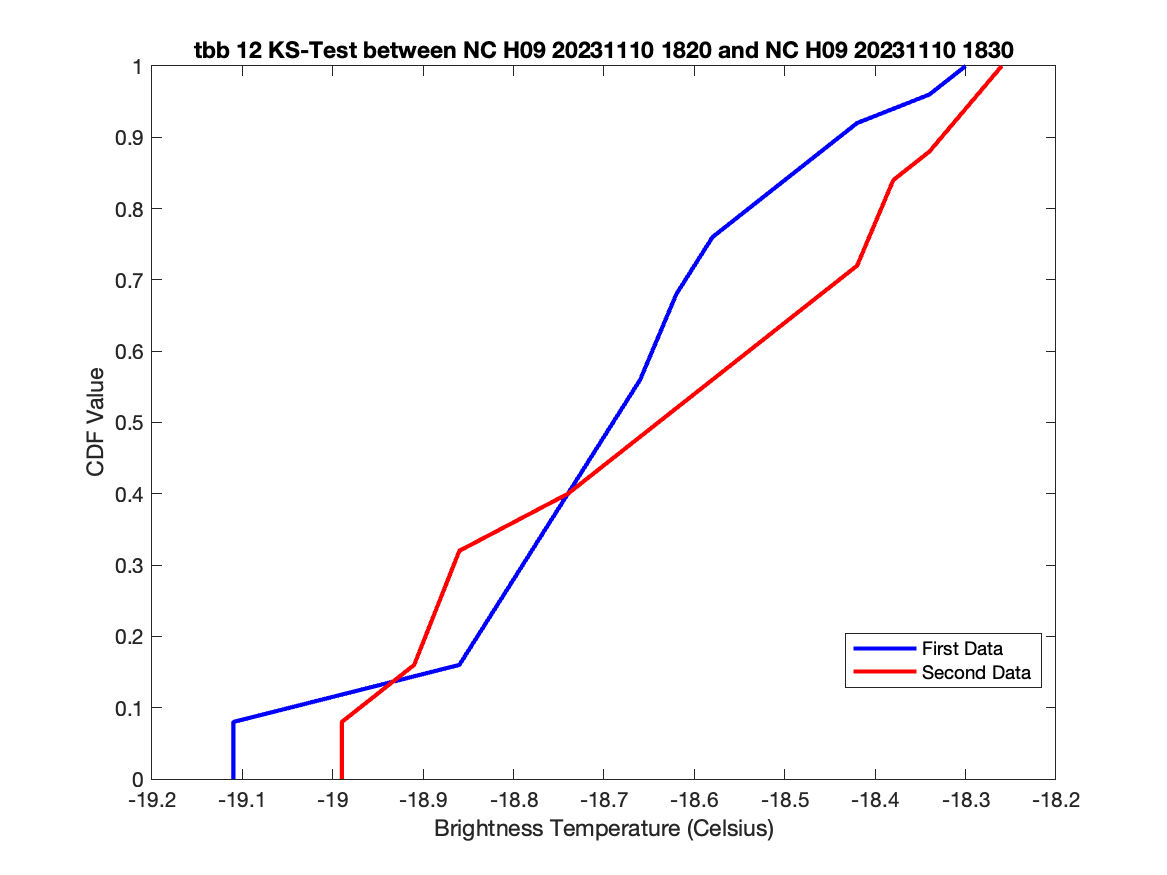 tbb 12 KS-Test between NC H09 20231110 1820 and NC H09 20231110 1830
1
0.9
0.8
0.7
0.6
0.5
0.4
0.3
0.2
0.1
0
CDF Value
First Data
Second Data
-19.2 -19.1 -19 -18.9 -18.8 -18.7 -18.6 -18.5 -18.4 -18.3 -18.2
Brightness Temperature (Celsius)